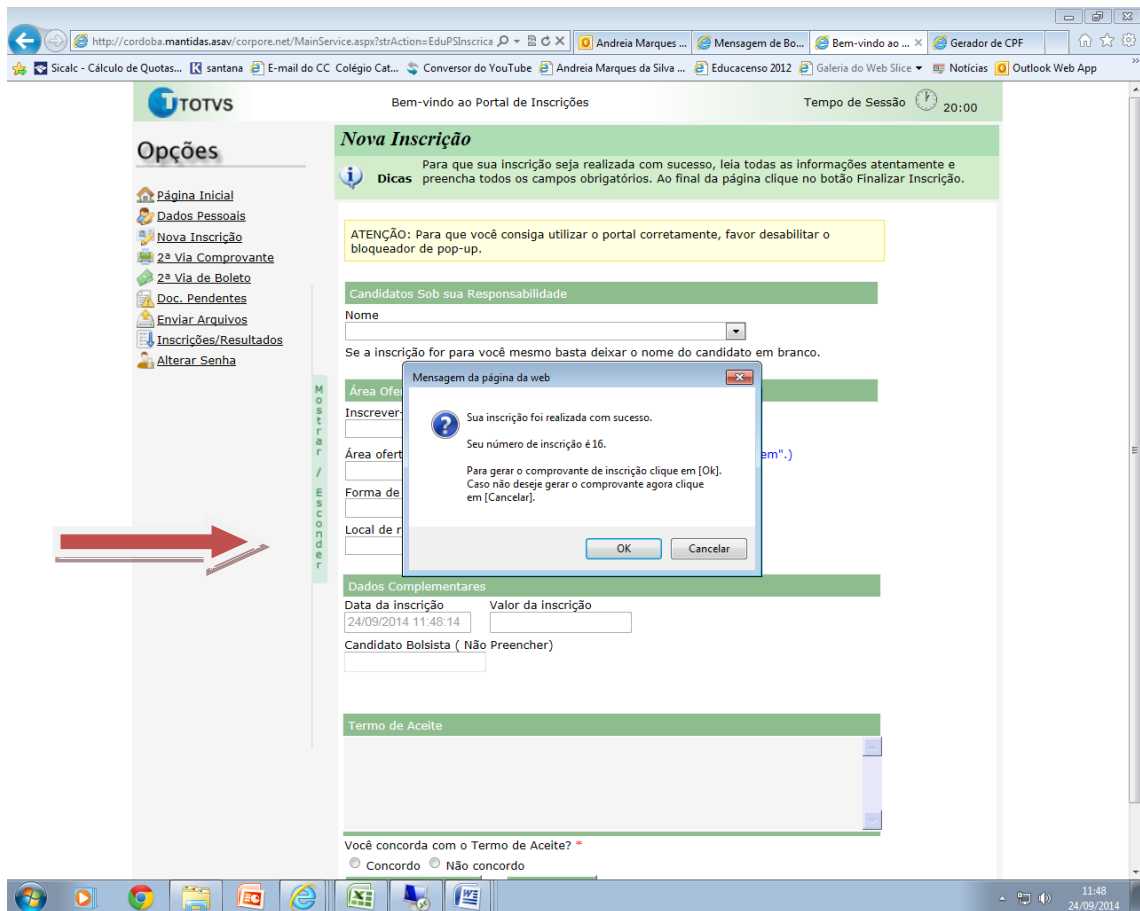 http://cordoba.mantidas.asav/corpore.net/MainService.aspx?strAction=EduPSInscrica
Andreia Marques ...
Mensagem de Bo...
Bem-vindo ao ...
Gerador de CPF
Sicalc - Cálculo de Quotas...
santana
E-mail do CC Colégio Cat...
Conversor do YouTube
Andreia Marques da Silva ...
Educacenso 2012
Galeria do Web Slice
Notícias
Outlook Web App
TOTVS
Bem-vindo ao Portal de Inscrições
Tempo de Sessão 20:00
Opções
Página Inicial
Dados Pessoais
Nova Inscrição
2ª Via Comprovante
2ª Via de Boleto
Doc. Pendentes
Enviar Arquivos
Inscrições/Resultados
Alterar Senha
Mostrar / Esconder
Nova Inscrição
Dicas
Para que sua inscrição seja realizada com sucesso, leia todas as informações atentamente e
preencha todos os campos obrigatórios. Ao final da página clique no botão Finalizar Inscrição.
ATENÇÃO: Para que você consiga utilizar o portal corretamente, favor desabilitar o
bloqueador de pop-up.
Candidatos Sob sua Responsabilidade
Nome
Se a inscrição for para você mesmo basta deixar o nome do candidato em branco.
Área Ofe
Inscrever-
Área ofert
em".)
Forma de
Local de r
Mensagem da página da web
Sua inscrição foi realizada com sucesso.
Seu número de inscrição é 16.
Para gerar o comprovante de inscrição clique em [Ok].
Caso não deseje gerar o comprovante agora clique
em [Cancelar].
OK
Cancelar
Dados Complementares
Data da inscrição
Valor da inscrição
24/09/2014 11:48:14
Candidato Bolsista ( Não Preencher)
Termo de Aceite
Você concorda com o Termo de Aceite? *
Concordo
Não concordo
11:48
24/09/2014